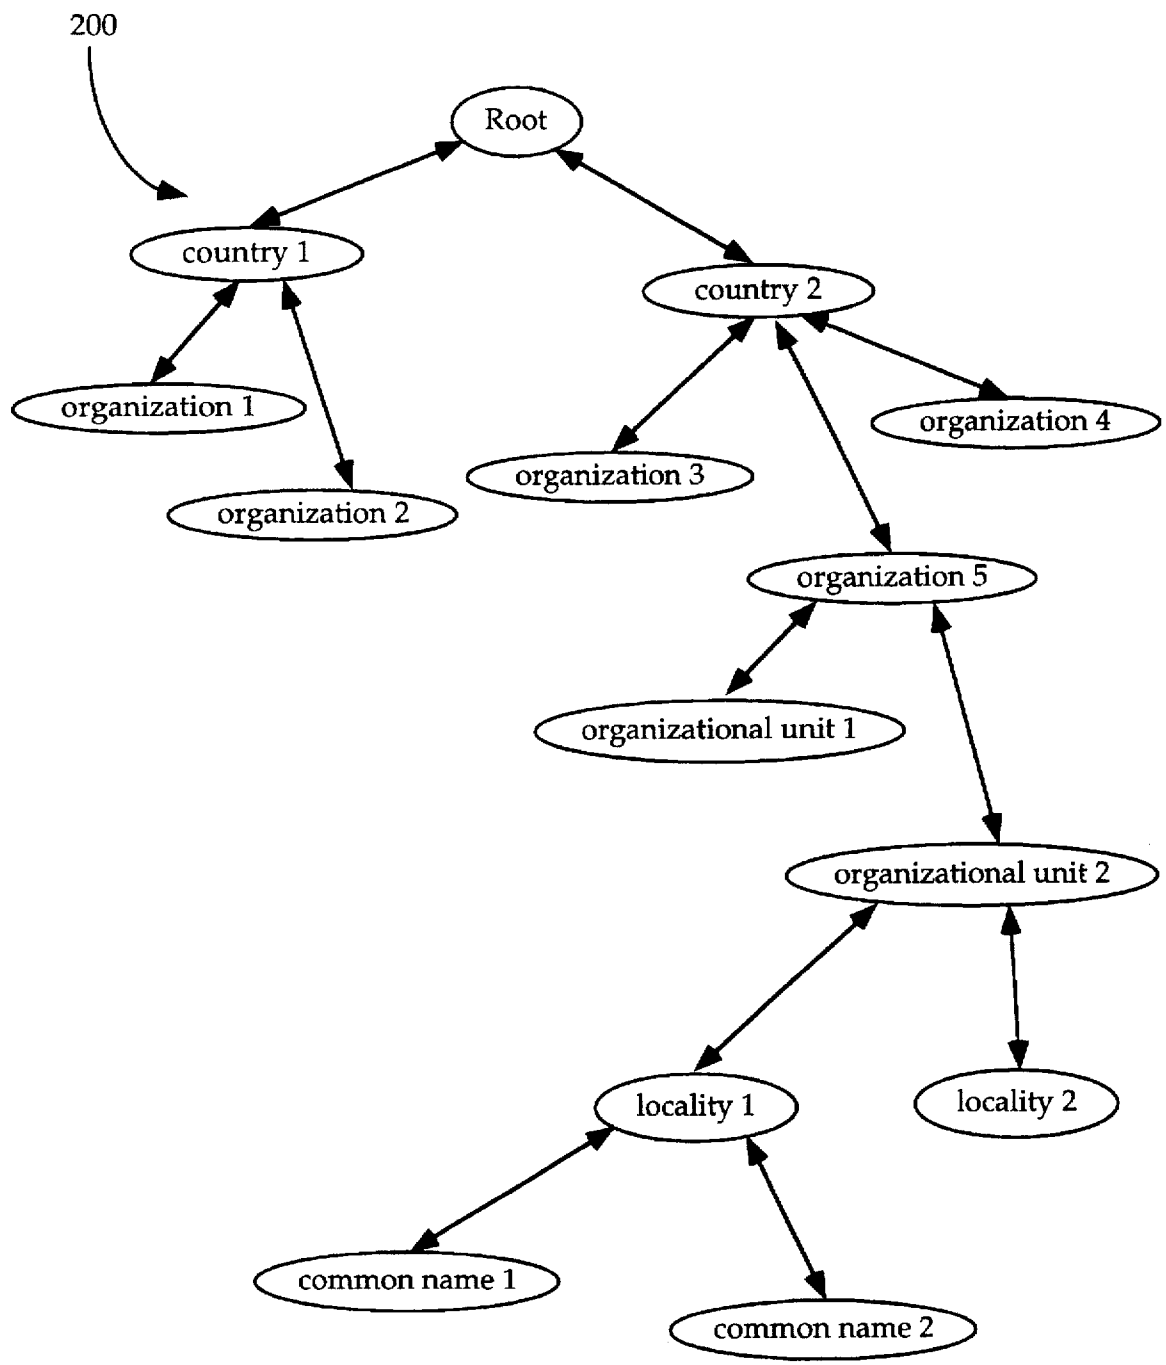 200
Root
country 1
country 2
organization 1
organization 4
organization 3
organization 2
organization 5
organizational unit 1
organizational unit 2
locality 1
locality 2
common name 1
common name 2